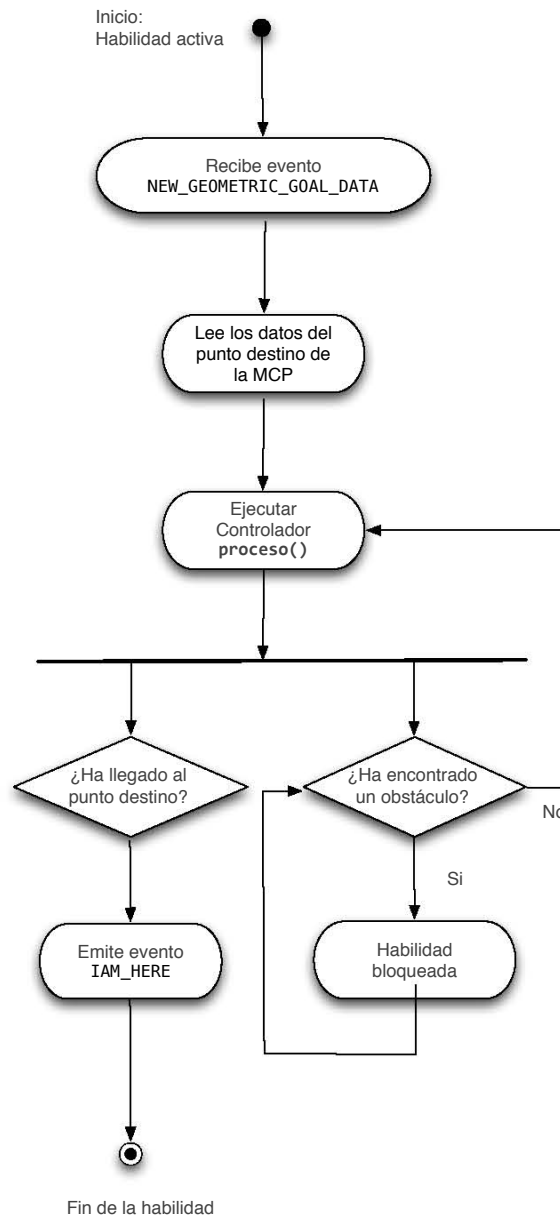 Inicio:
Habilidad activa
Recibe evento
NEW_GEOMETRIC_GOAL_DATA
Lee los datos del
punto destino de
la MCP
Ejecutar
Controlador
proceso()
¿Ha llegado al
punto destino?
¿Ha encontrado
un obstáculo?
No
Si
Emite evento
IAM_HERE
Habilidad
bloqueada
Fin de la habilidad